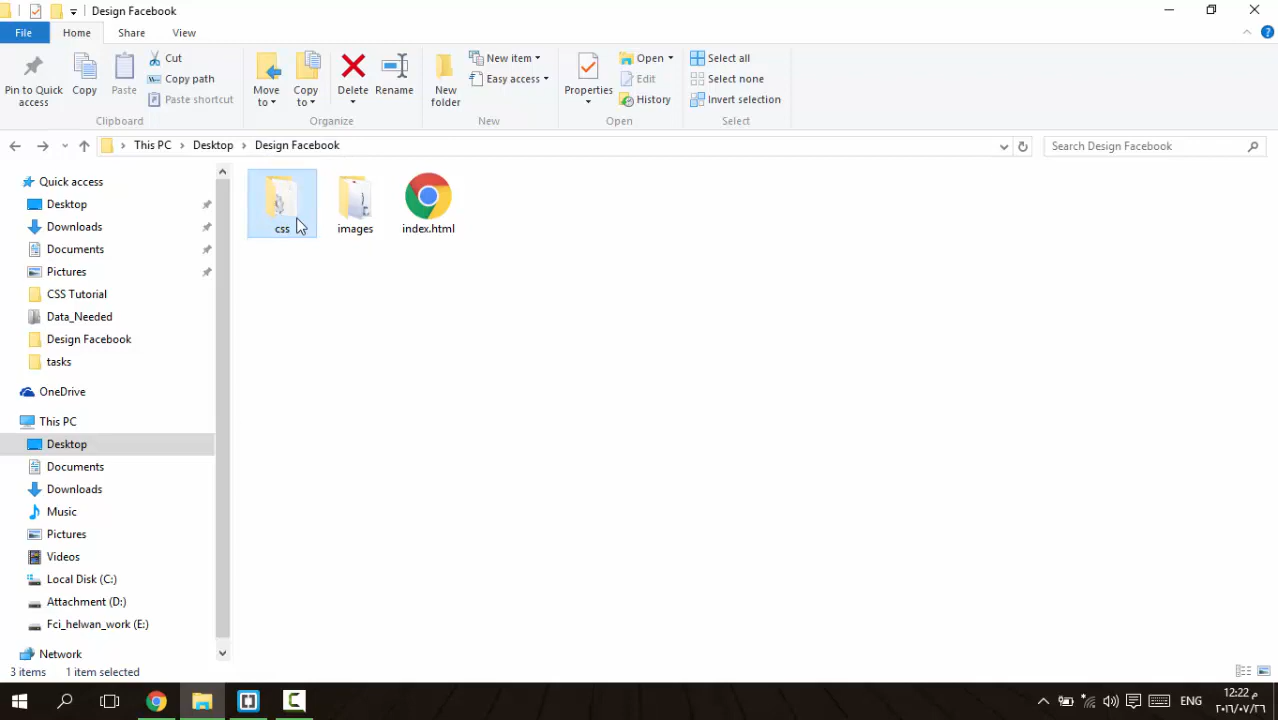 Design Facebook
File Home Share View
Pin to Quick access
Copy
Paste
Cut
Copy path
Paste shortcut
Clipboard
Move to
Copy to
Delete
Rename
Organize
New folder
New item
Easy access
New
Properties
Open
Edit
History
Open
Select all
Select none
Invert selection
Select
This PC Desktop Design Facebook
Search Design Facebook
Quick access
Desktop
Downloads
Documents
Pictures
CSS Tutorial
Data_Needed
Design Facebook
tasks
OneDrive
This PC
Desktop
Documents
Downloads
Music
Pictures
Videos
Local Disk (C:)
Attachment (D:)
Fci_helwan_work (E:)
Network
css
images
index.html
3 items 1 item selected
ENG
12:22 م
٢٠١٦/٠٧/٢٦